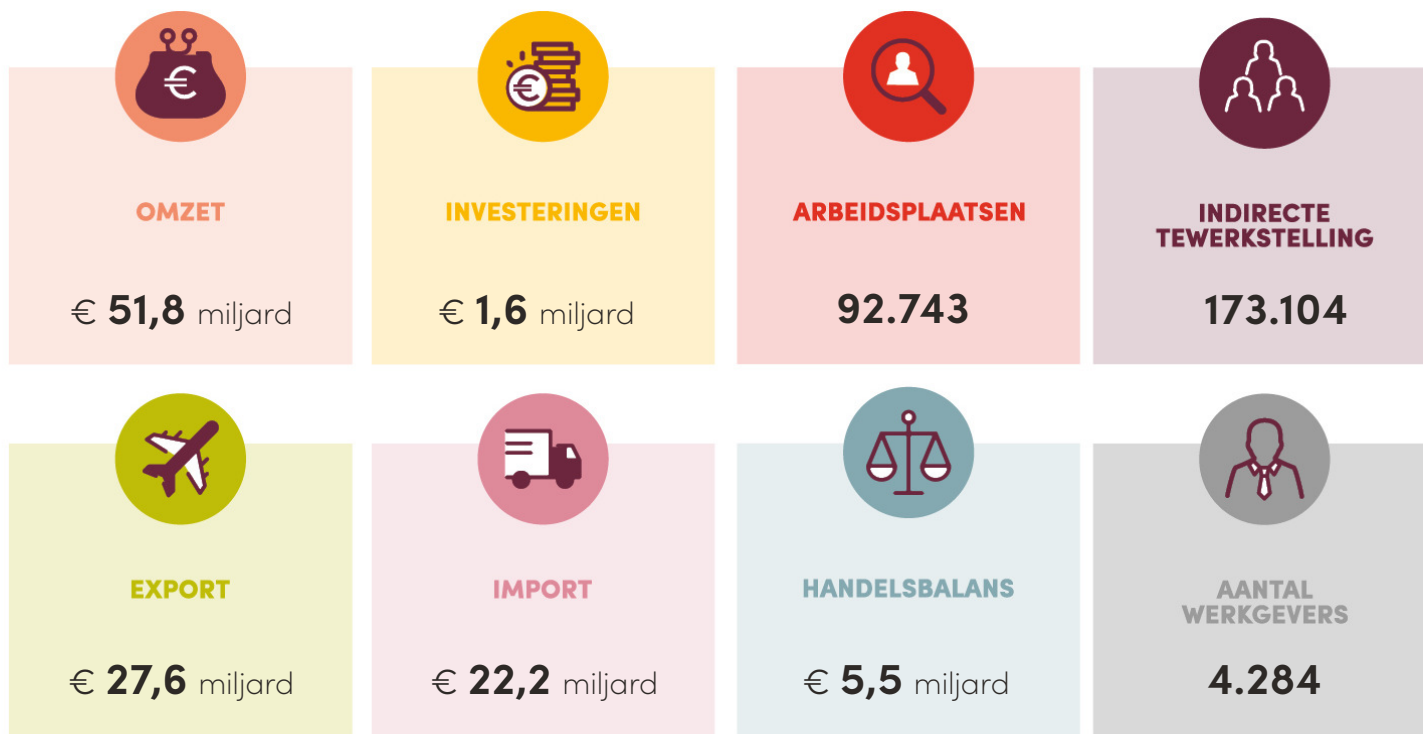 OMZET
€ 51,8 miljard
INVESTERINGEN
€ 1,6 miljard
ARBEIDSPLAATSEN
92.743
INDIRECTE
TEWERKSTELLING
173.104
EXPORT
€ 27,6 miljard
IMPORT
€ 22,2 miljard
HANDELSBALANS
€ 5,5 miljard
AANTAL
WERKGEVERS
4.284